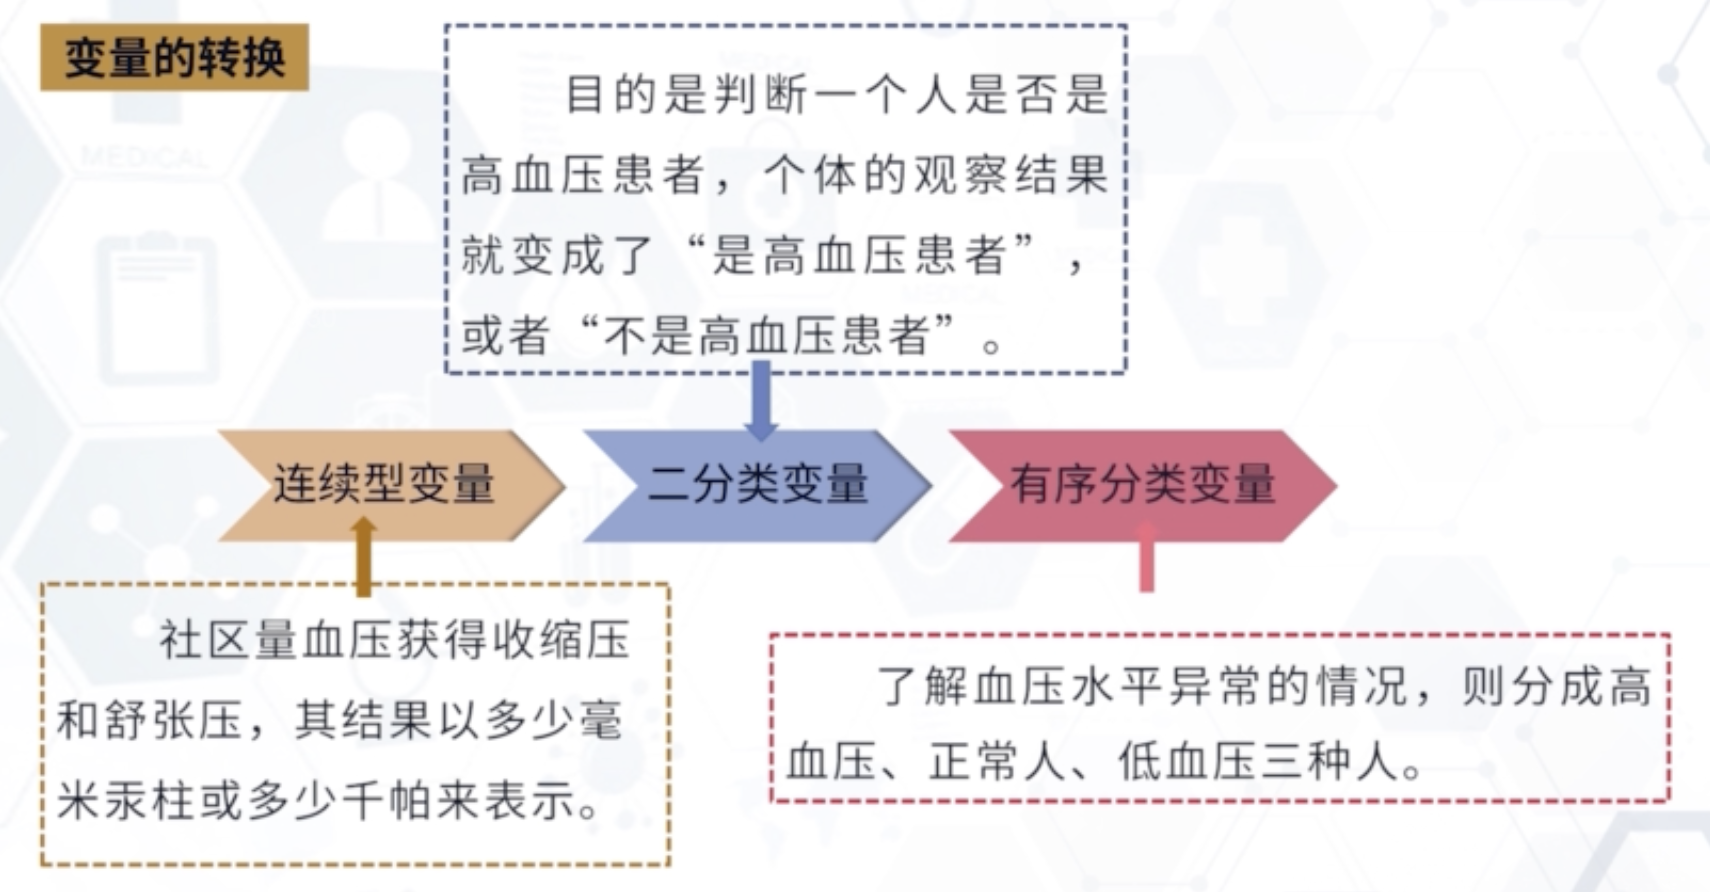 变量的转换
目的是判断一个人是否是
高血压患者，个体的观察结果
就变成了“是高血压患者”，
或者“不是高血压患者”。
连续型变量
二分类变量
有序分类变量
社区量血压获得收缩压
和舒张压，其结果以多少毫
米汞柱或多少千帕来表示。
了解血压水平异常的情况，则分成高
血压、正常人、低血压三种人。
MEDICAL